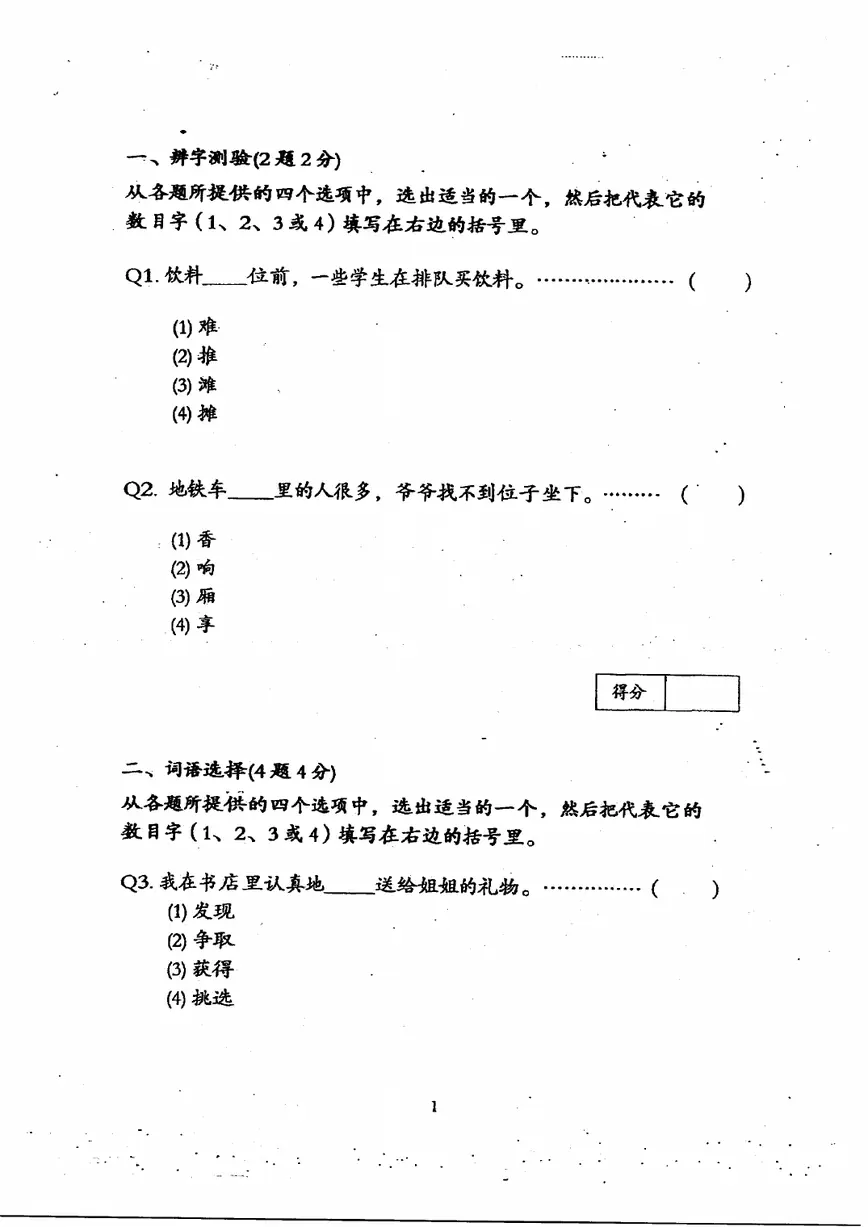 一、辨字测验(2题2分)
从各题所提供的四个选项中，选出适当的一个，然后把代表它的
数目字（1、2、3或4）填写在右边的括号里。
Q1. 饮料____位前，一些学生在排队买饮料。…………………… (    )
(1) 难
(2) 推
(3) 滩
(4) 摊
Q2. 地铁车____里的人很多，爷爷找不到位子坐下。……… (    )
(1) 香
(2) 响
(3) 厢
(4) 享
得分
二、词语选择(4题4分)
从各题所提供的四个选项中，选出适当的一个，然后把代表它的
数目字（1、2、3或4）填写在右边的括号里。
Q3. 我在书店里认真地____送给姐姐的礼物。…………… (    )
(1) 发现
(2) 争取
(3) 获得
(4) 挑选
1